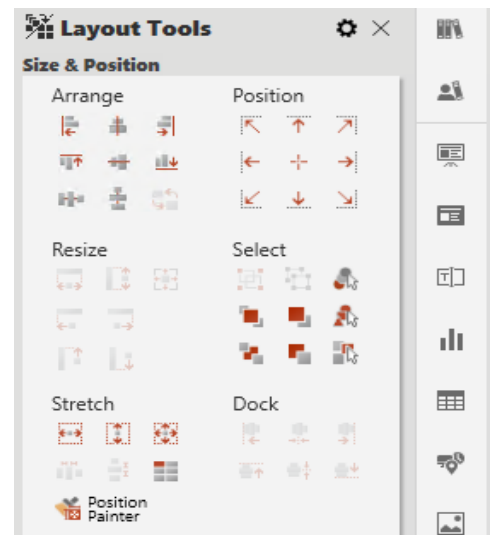 Layout Tools
Size & Position
Arrange
Position
Resize
Select
Stretch
Dock
Position
Painter